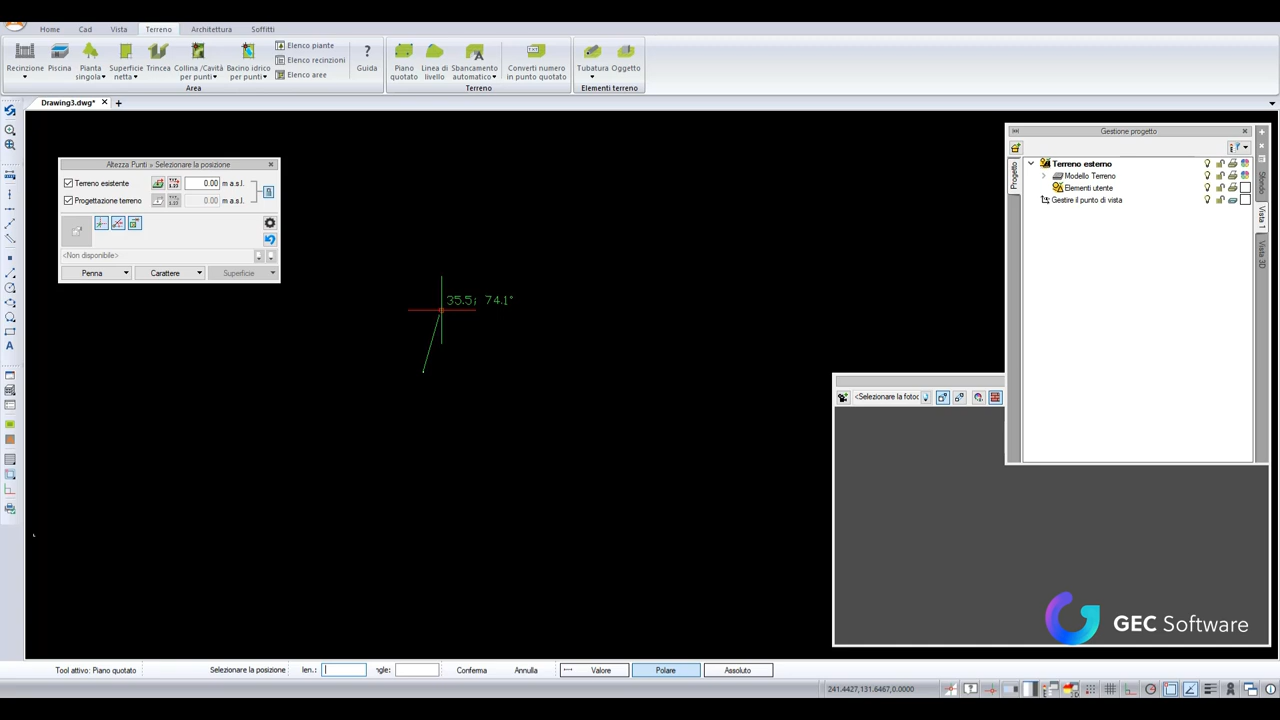 Home Cad Vista Terreno Architettura Soffitti
Recinzione
Piscina
Pianta singola
Superficie netta
Trincea
Collina /Cavità per punti
Bacino idrico per punti
Elenco piante
Elenco recinzioni
Elenco aree
?
Guida
Piano quotato
Linea di livello
Sbancamento automatico
Converti numero in punto quotato
Tubatura
Oggetto
Area Terreno Elementi terreno
Drawing3.dwg*
Altezza Punti » Selezionare la posizione
Terreno esistente 0.00 m a.s.l.
Progettazione terreno 0.00 m a.s.l.
<Non disponibile>
Penna Carattere Superficie
35.5; 74.1°
Gestione progetto
Progetto
Terreno esterno
Modello Terreno
Elementi utente
Gestire il punto di vista
Sfondo
Vista 1
Vista 3D
<Selezionare la fotoc
GEC Software
Tool attivo: Piano quotato Selezionare la posizione len.: ngle: Conferma Annulla Valore Polare Assoluto
241.4427,131.6467,0.0000